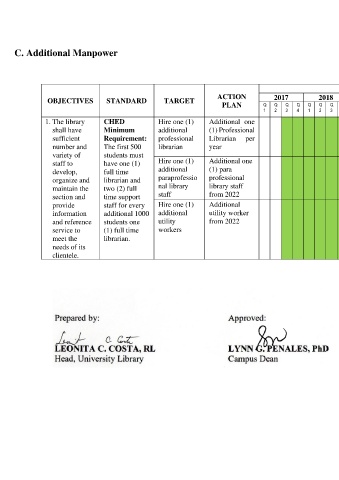 C. Additional Manpower
OBJECTIVES STANDARD TARGET ACTION PLAN 2017 2018
Q 1 Q 2 Q 3 Q 4 Q 1 Q 2 Q 3
1. The library
shall have
sufficient
number and
variety of
staff to
develop,
organize and
maintain the
section and
provide
information
and reference
service to
meet the
needs of its
clientele.
CHED
Minimum
Requirement:
The first 500
students must
have one (1)
full time
librarian and
two (2) full
time support
staff for every
additional 1000
students one
(1) full time
librarian.
Hire one (1)
additional
professional
librarian
Additional one
(1) Professional
Librarian per
year
Hire one (1)
additional
paraprofessio
nal library
staff
Additional one
(1) para
professional
library staff
from 2022
Hire one (1)
additional
utility
workers
Additional
utility worker
from 2022
Prepared by:
LEONITA C. COSTA, RL
Head, University Library
Approved:
LYNN G. PENALES, PhD
Campus Dean